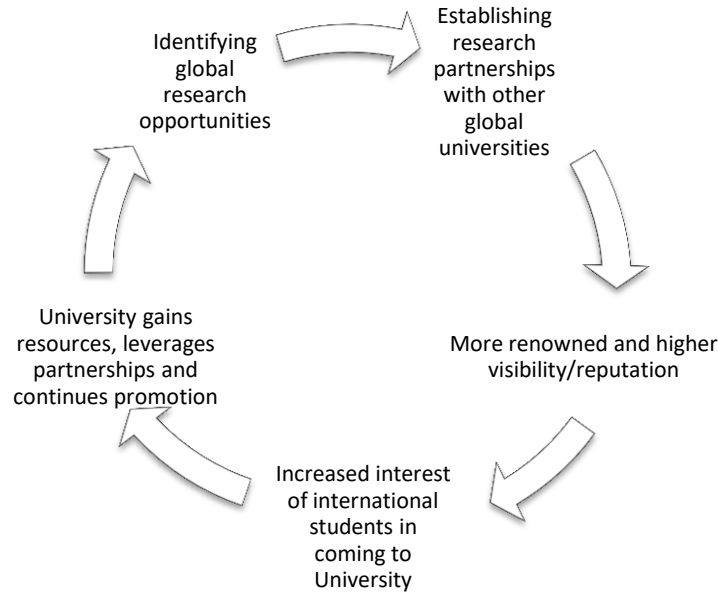 Identifying
global
research
opportunities
Establishing
research
partnerships
with other
global
universities
More renowned and higher
visibility/reputation
Increased interest
of international
students in
coming to
University
University gains
resources, leverages
partnerships and
continues promotion